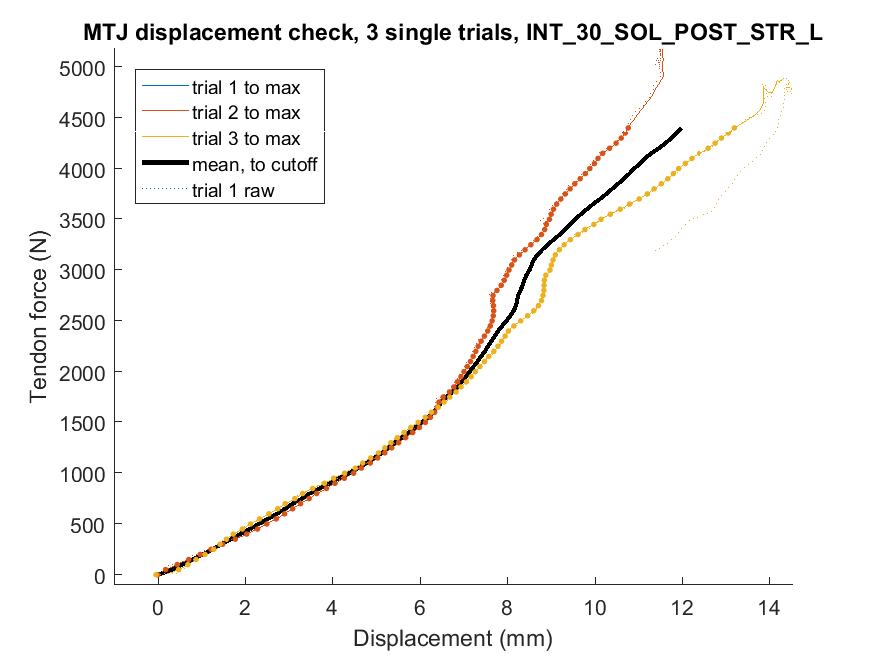 MTJ displacement check, 3 single trials, INT_30_SOL_POST_STR_L
trial 1 to max
trial 2 to max
trial 3 to max
mean, to cutoff
trial 1 raw
5000
4500
4000
3500
3000
2500
2000
1500
1000
500
0
Tendon force (N)
0 2 4 6 8 10 12 14
Displacement (mm)